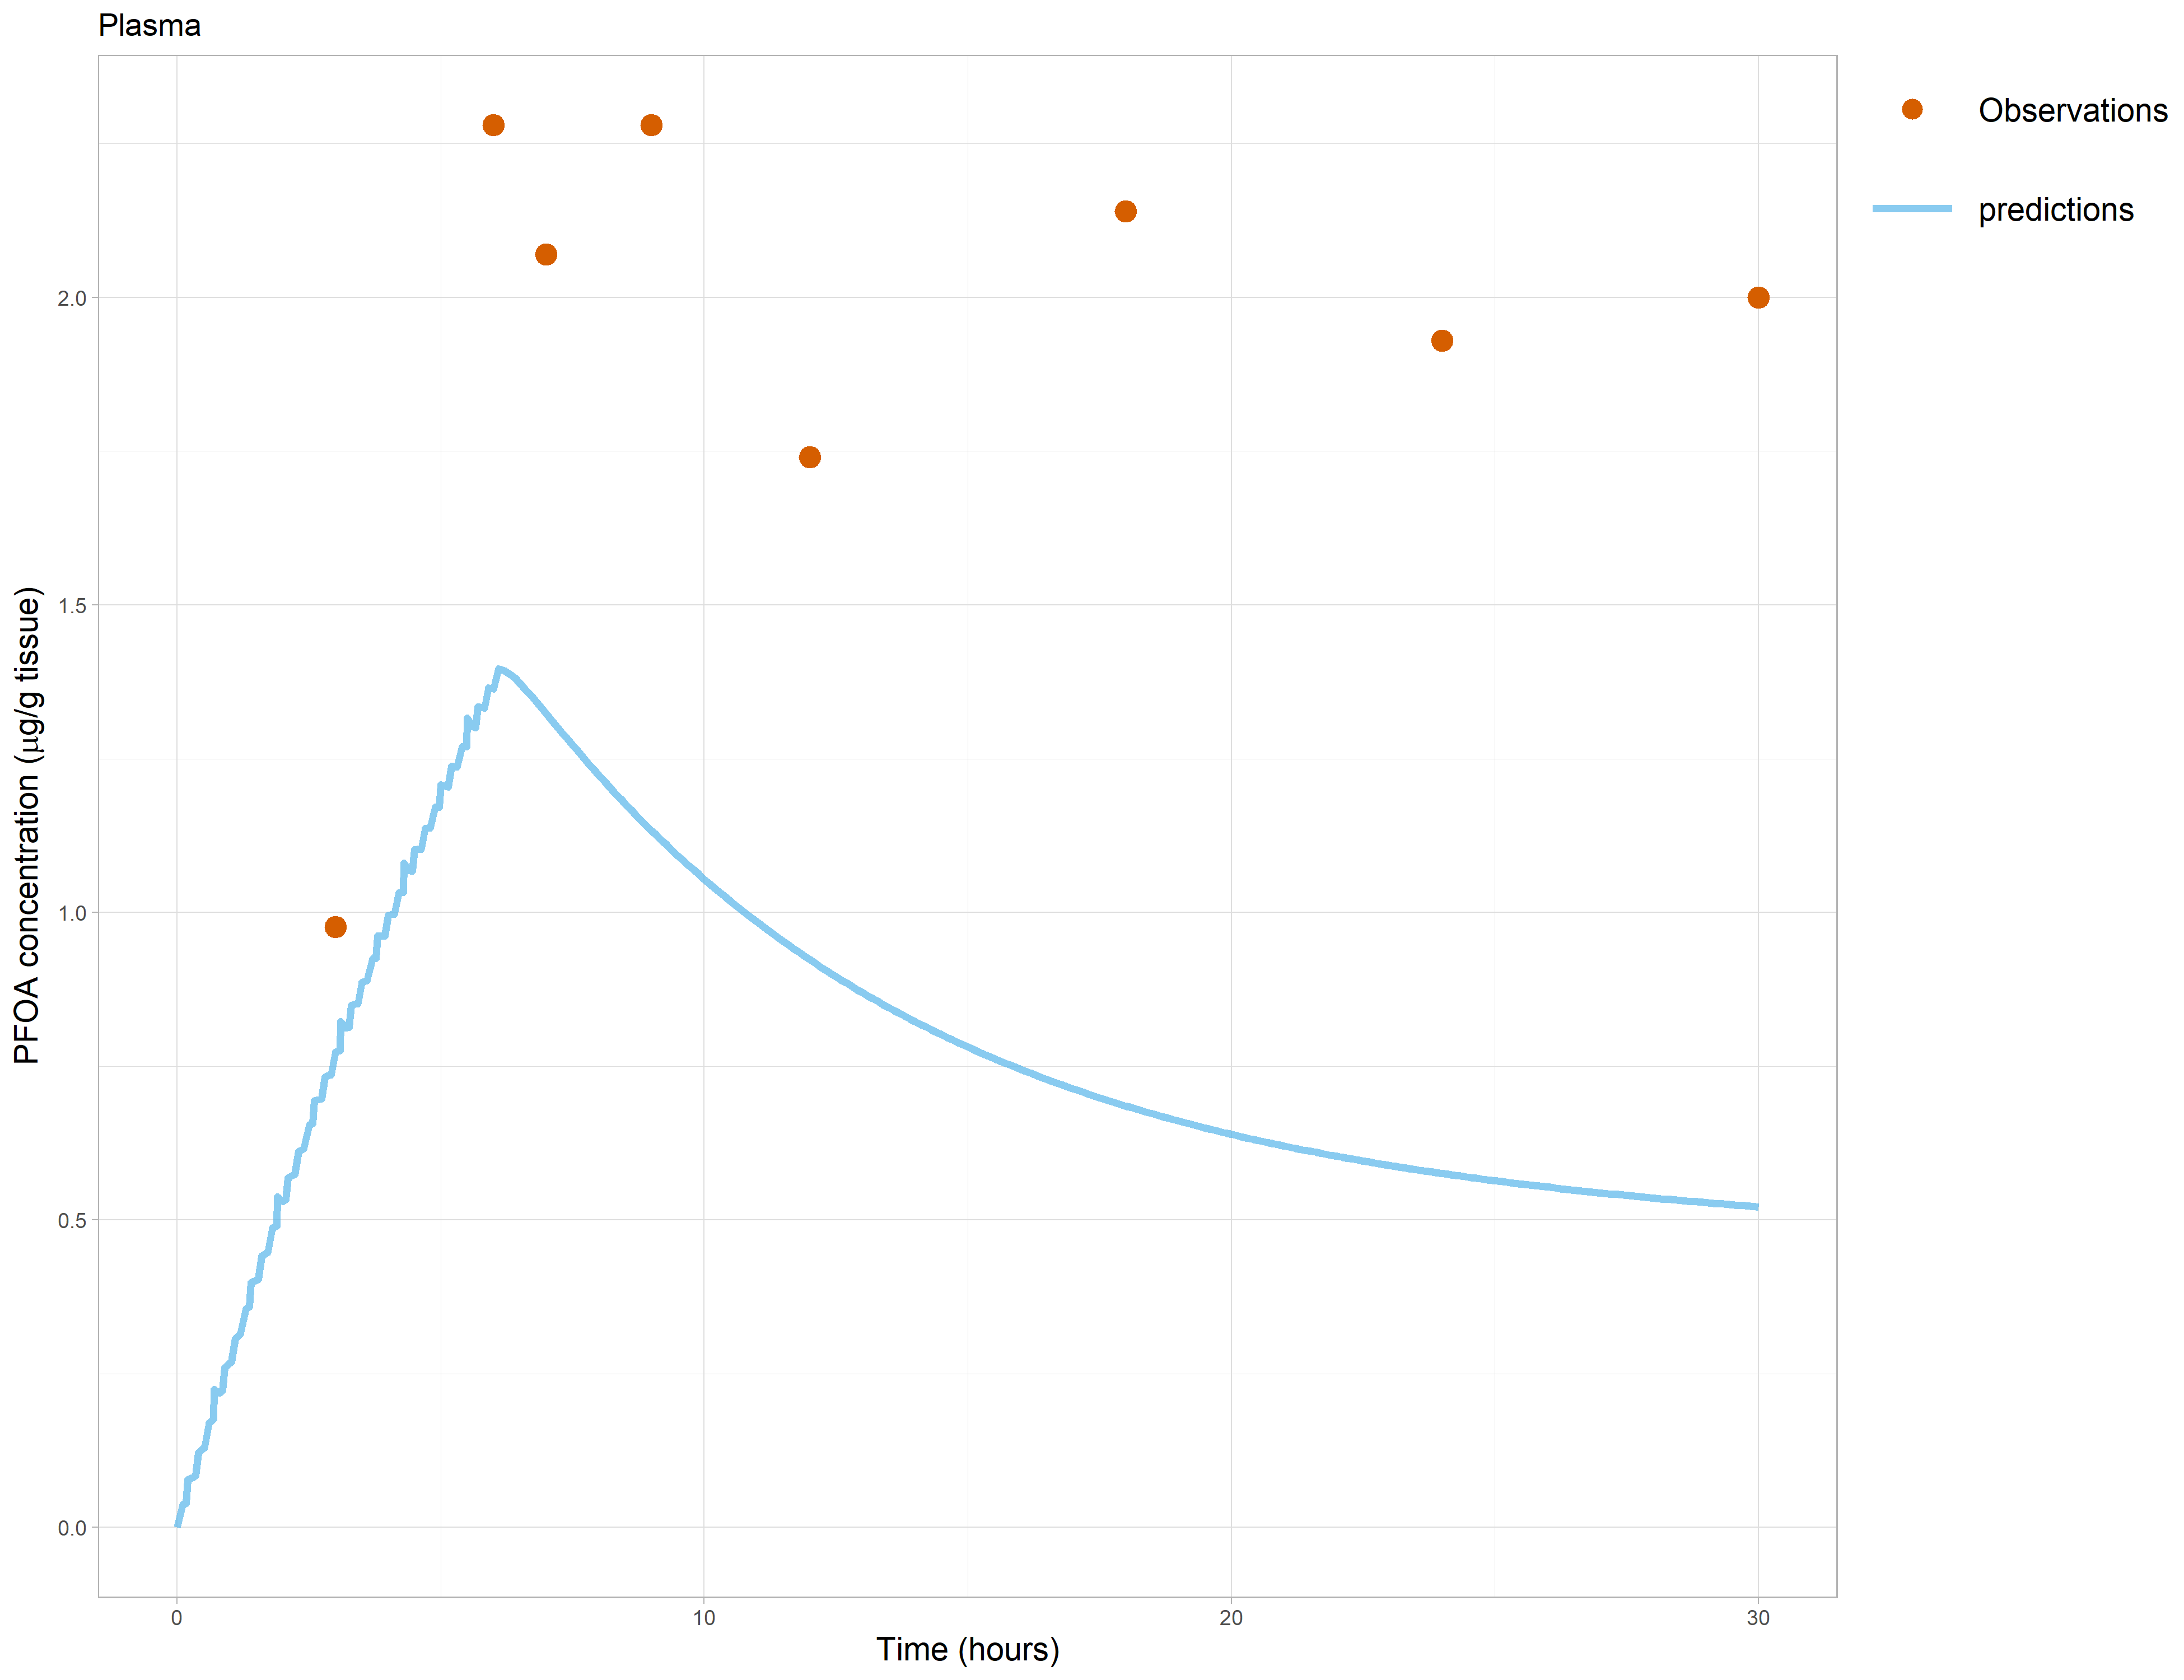 Plasma
Observations
predictions
PFOA concentration (μg/g tissue)
2.0
1.5
1.0
0.5
0.0
0 10 20 30
Time (hours)